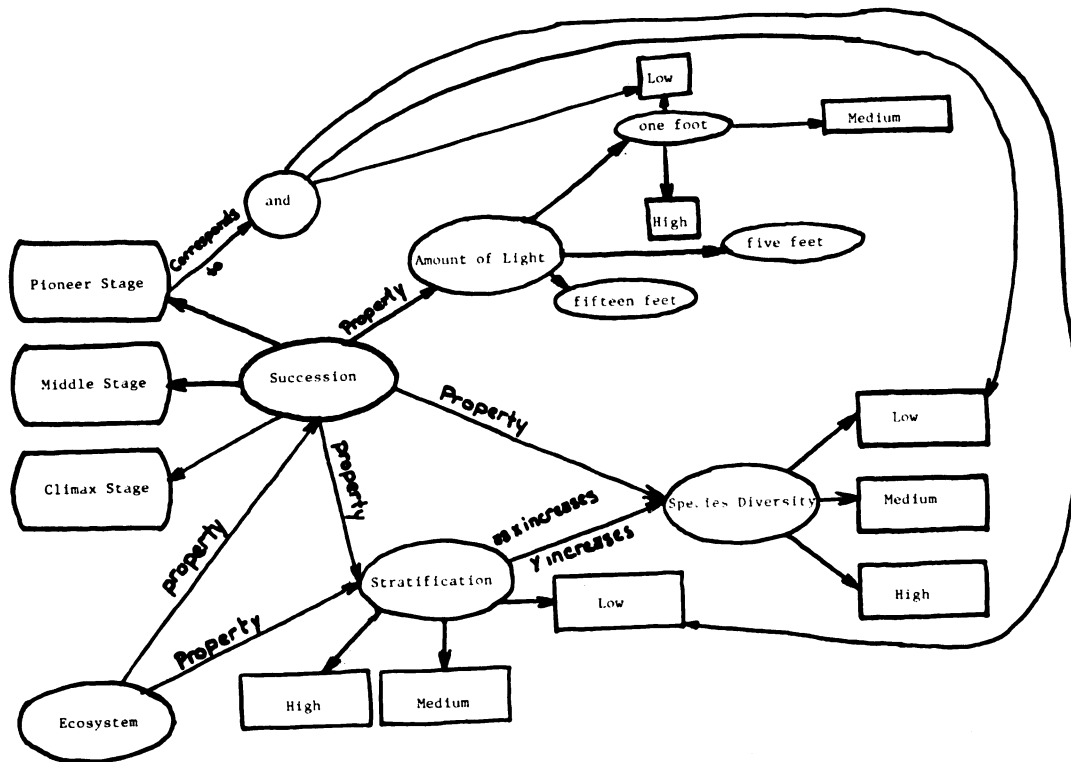 Low
one foot
Medium
and
High
Corresponds
to
Amount of Light
five feet
Pioneer Stage
fifteen feet
Property
Succession
Middle Stage
Property
Low
property
Climax Stage
Species Diversity
Medium
as x increases
Y increases
property
Stratification
Low
High
Property
High
Medium
Ecosystem